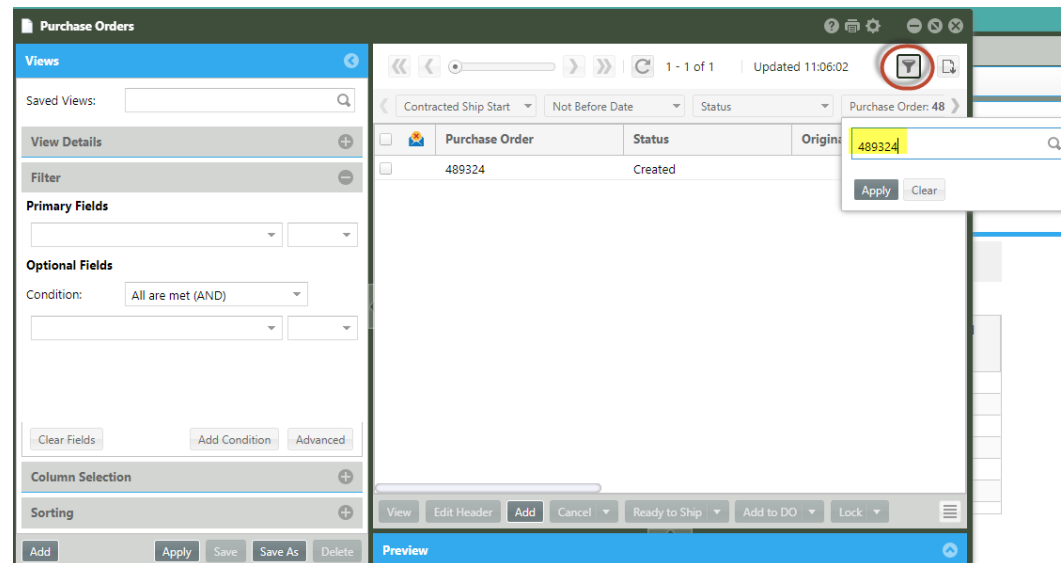 Purchase Orders
Views
Saved Views:
View Details
Filter
Primary Fields
Optional Fields
Condition: All are met (AND)
Clear Fields Add Condition Advanced
Column Selection
Sorting
Add Apply Save Save As Delete
1 - 1 of 1 Updated 11:06:02
Contracted Ship Start Not Before Date Status Purchase Order: 48
Purchase Order Status
489324 Created
489324
Apply Clear
View Edit Header Add Cancel Ready to Ship Add to DO Lock
Preview